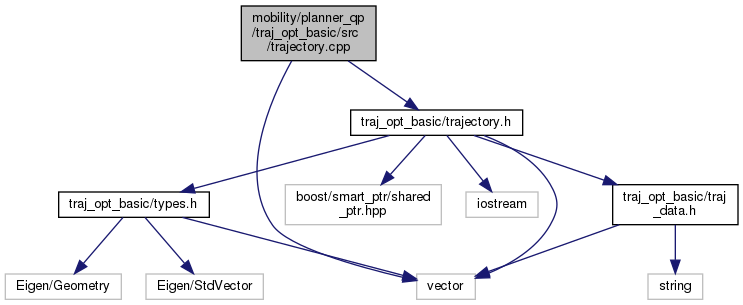 mobility/planner_qp
/traj_opt_basic/src
/trajectory.cpp
traj_opt_basic/trajectory.h
traj_opt_basic/types.h
boost/smart_ptr/shared
_ptr.hpp
iostream
traj_opt_basic/traj
_data.h
Eigen/Geometry
Eigen/StdVector
vector
string